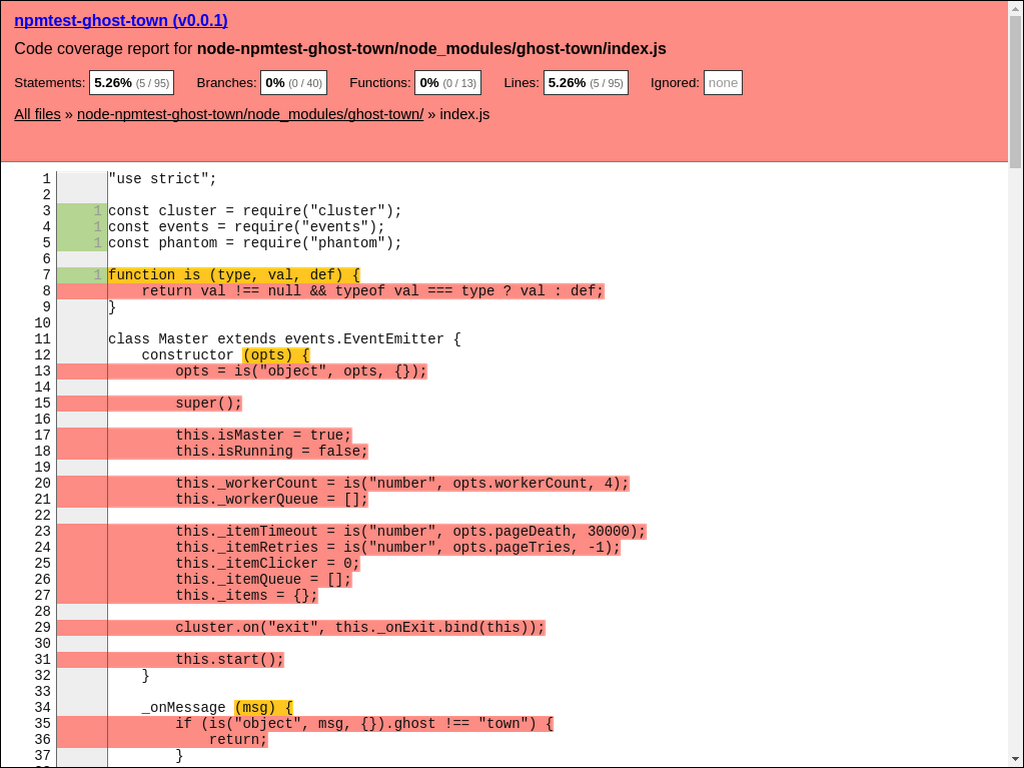 npmtest-ghost-town (v0.0.1)
Code coverage report for node-npmtest-ghost-town/node_modules/ghost-town/index.js
Statements: 5.26% (5 / 95) Branches: 0% (0 / 40) Functions: 0% (0 / 13) Lines: 5.26% (5 / 95) Ignored: none
All files » node-npmtest-ghost-town/node_modules/ghost-town/ » index.js
1 "use strict";
2
3 1 const cluster = require("cluster");
4 1 const events = require("events");
5 1 const phantom = require("phantom");
6
7 1 function is (type, val, def) {
8 return val !== null && typeof val === type ? val : def;
9 }
10
11 class Master extends events.EventEmitter {
12 constructor (opts) {
13 opts = is("object", opts, {});
14
15 super();
16
17 this.isMaster = true;
18 this.isRunning = false;
19
20 this._workerCount = is("number", opts.workerCount, 4);
21 this._workerQueue = [];
22
23 this._itemTimeout = is("number", opts.pageDeath, 30000);
24 this._itemRetries = is("number", opts.pageTries, -1);
25 this._itemClicker = 0;
26 this._itemQueue = [];
27 this._items = {};
28
29 cluster.on("exit", this._onExit.bind(this));
30
31 this.start();
32 }
33
34 _onMessage (msg) {
35 if (is("object", msg, {}).ghost !== "town") {
36 return;
37 }